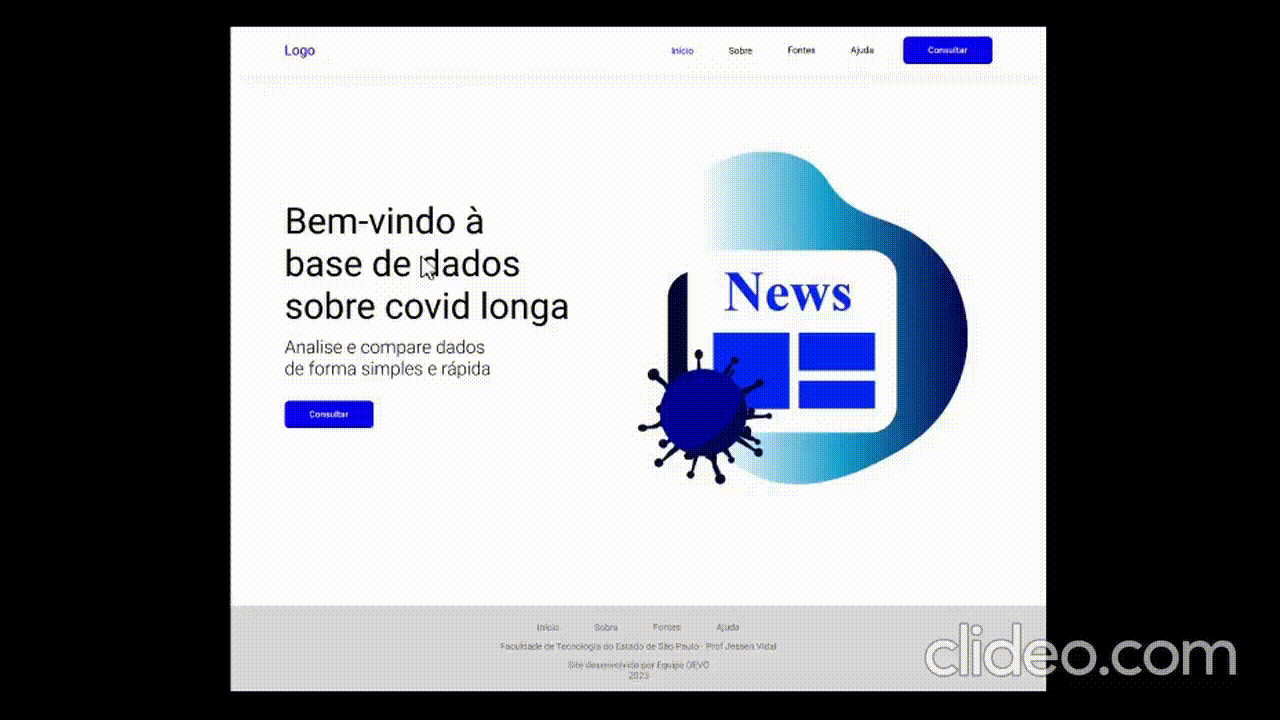 Logo
Início Sobre Fontes Ajuda Consultar
Bem-vindo à
base de dados
sobre covid longa
Analise e compare dados
de forma simples e rápida
Consultar
News
Início Sobre Fontes Ajuda
Faculdade de Tecnologia do Estado de São Paulo - Prof Jessen Vidal
Site desenvolvido por Equipe DEVO
2023
clideo.com